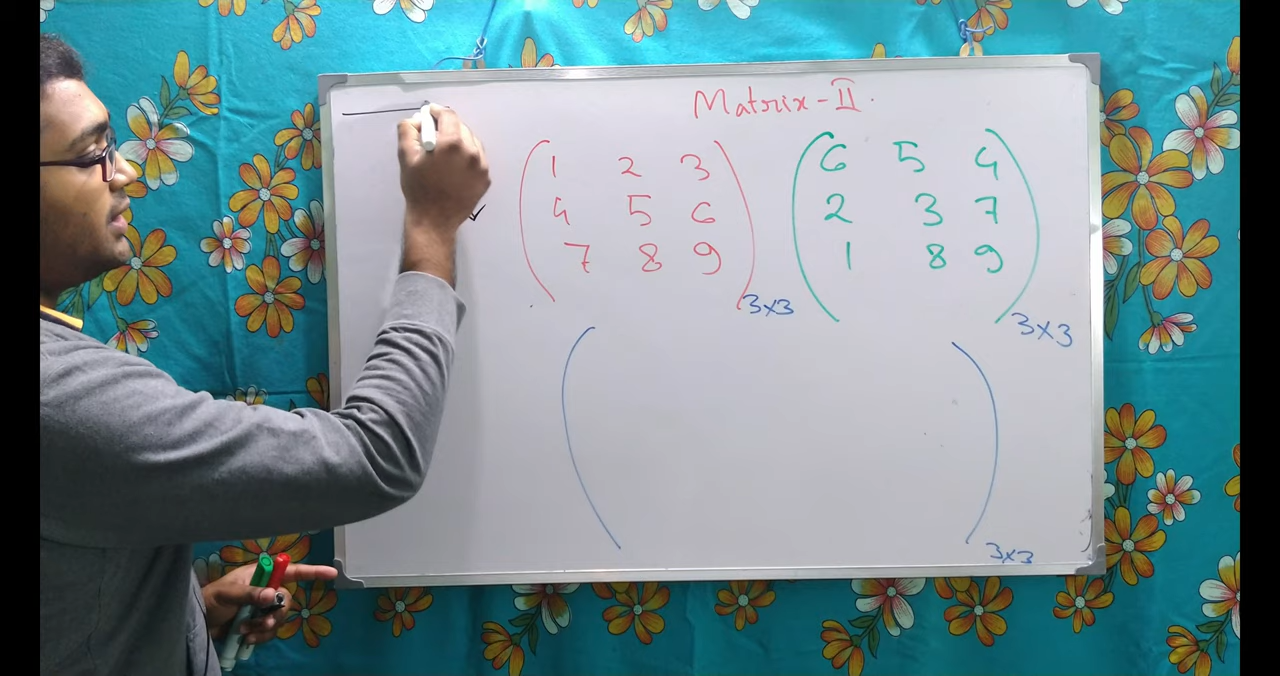 Matrix-II.
1 2 3 6 5 4
4 5 6 2 3 7
7 8 9 1 8 9
3x3 3x3
3x3